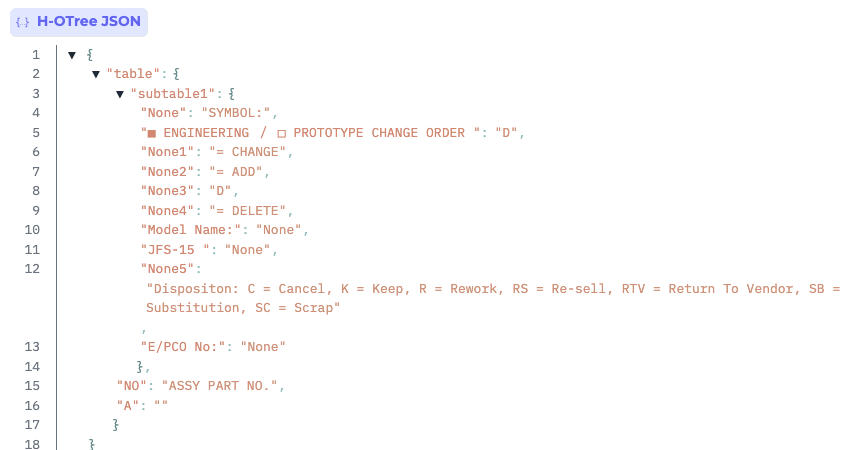 {..} H-OTree JSON
1 ▼ {
2 ▼ "table": {
3 ▼ "subtable1": {
4 "None": "SYMBOL:",
5 "■ ENGINEERING / □ PROTOTYPE CHANGE ORDER ": "D",
6 "None1": "= CHANGE",
7 "None2": "= ADD",
8 "None3": "D",
9 "None4": "= DELETE",
10 "Model Name:": "None",
11 "JFS-15 ": "None",
12 "None5":
"Dispositon: C = Cancel, K = Keep, R = Rework, RS = Re-sell, RTV = Return To Vendor, SB =
Substitution, SC = Scrap"
,
13 "E/PCO No:": "None"
14 },
15 "NO": "ASSY PART NO.",
16 "A": ""
17 }
18 }